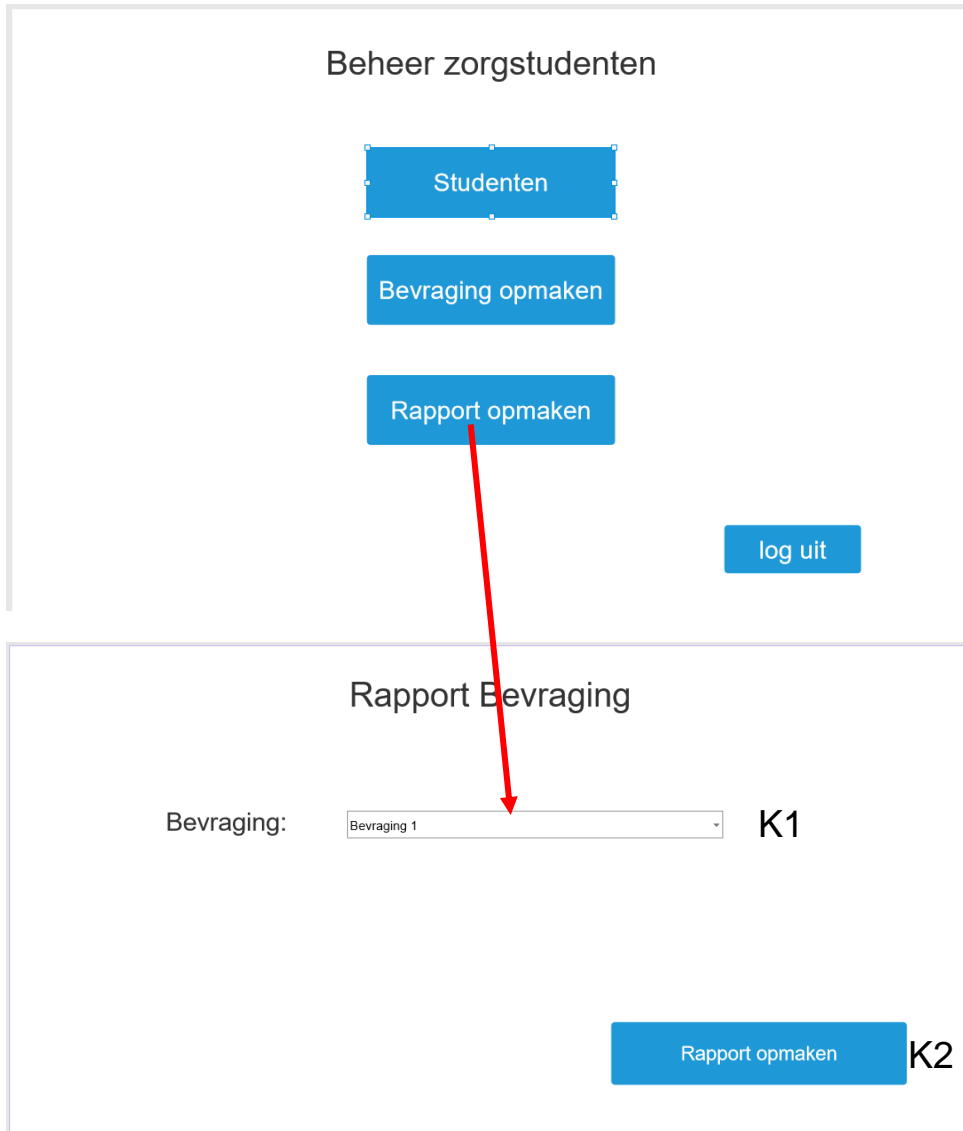 Beheer zorgstudenten
Studenten
Bevraging opmaken
Rapport opmaken
log uit
Rapport Bevraging
Bevraging:
Bevraging 1
K1
Rapport opmaken
K2